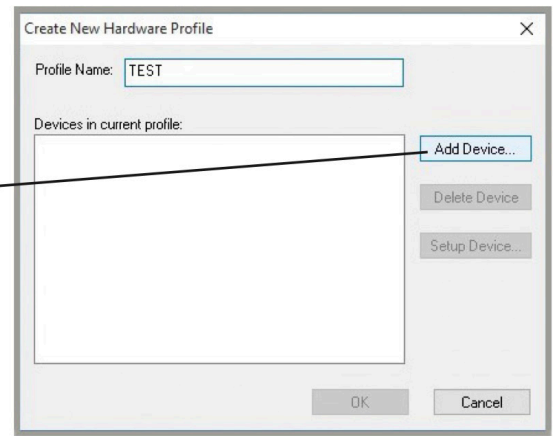 Create New Hardware Profile
Profile Name: TEST
Devices in current profile:
Add Device...
Delete Device
Setup Device...
OK Cancel